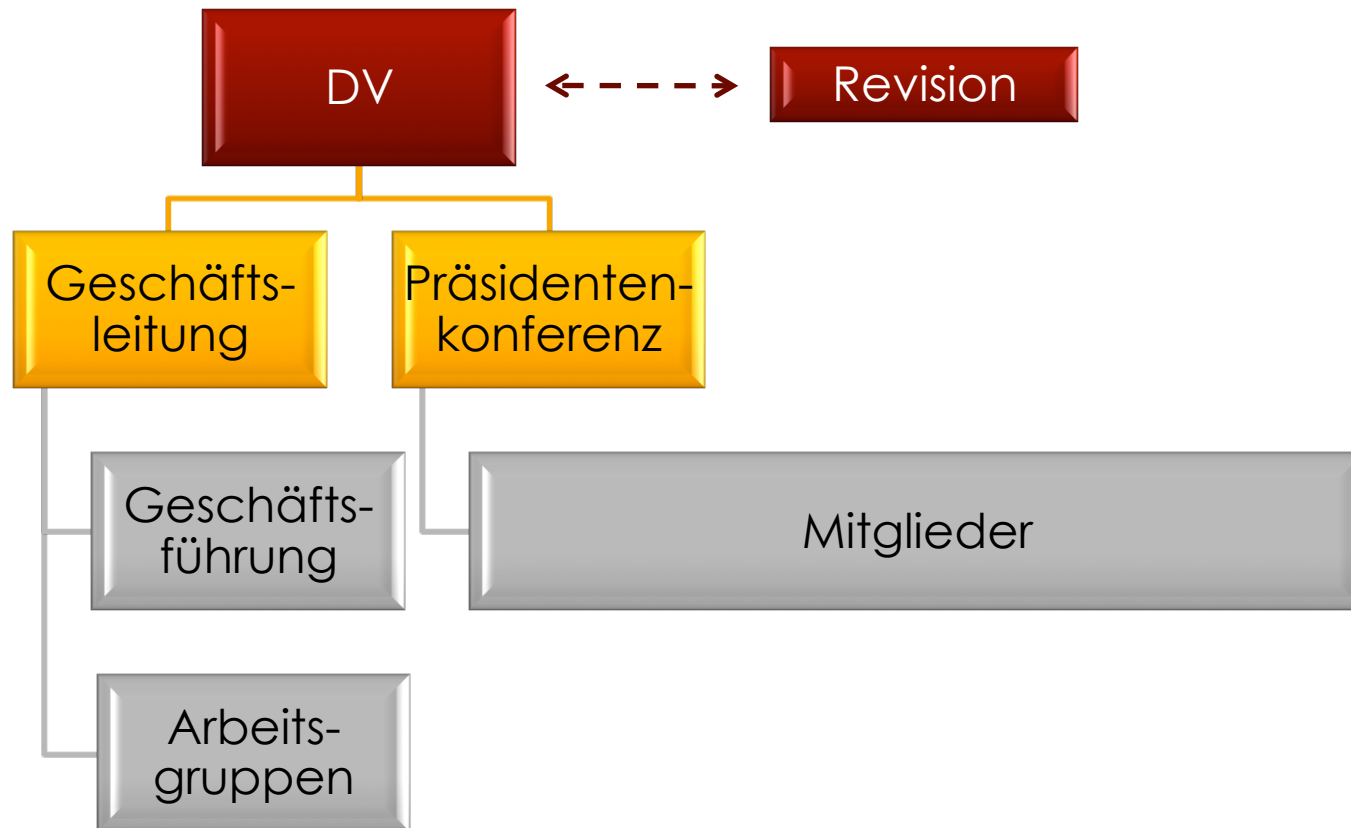 DV
Revision
Geschäfts-
leitung
Präsidenten-
konferenz
Geschäfts-
führung
Mitglieder
Arbeits-
gruppen